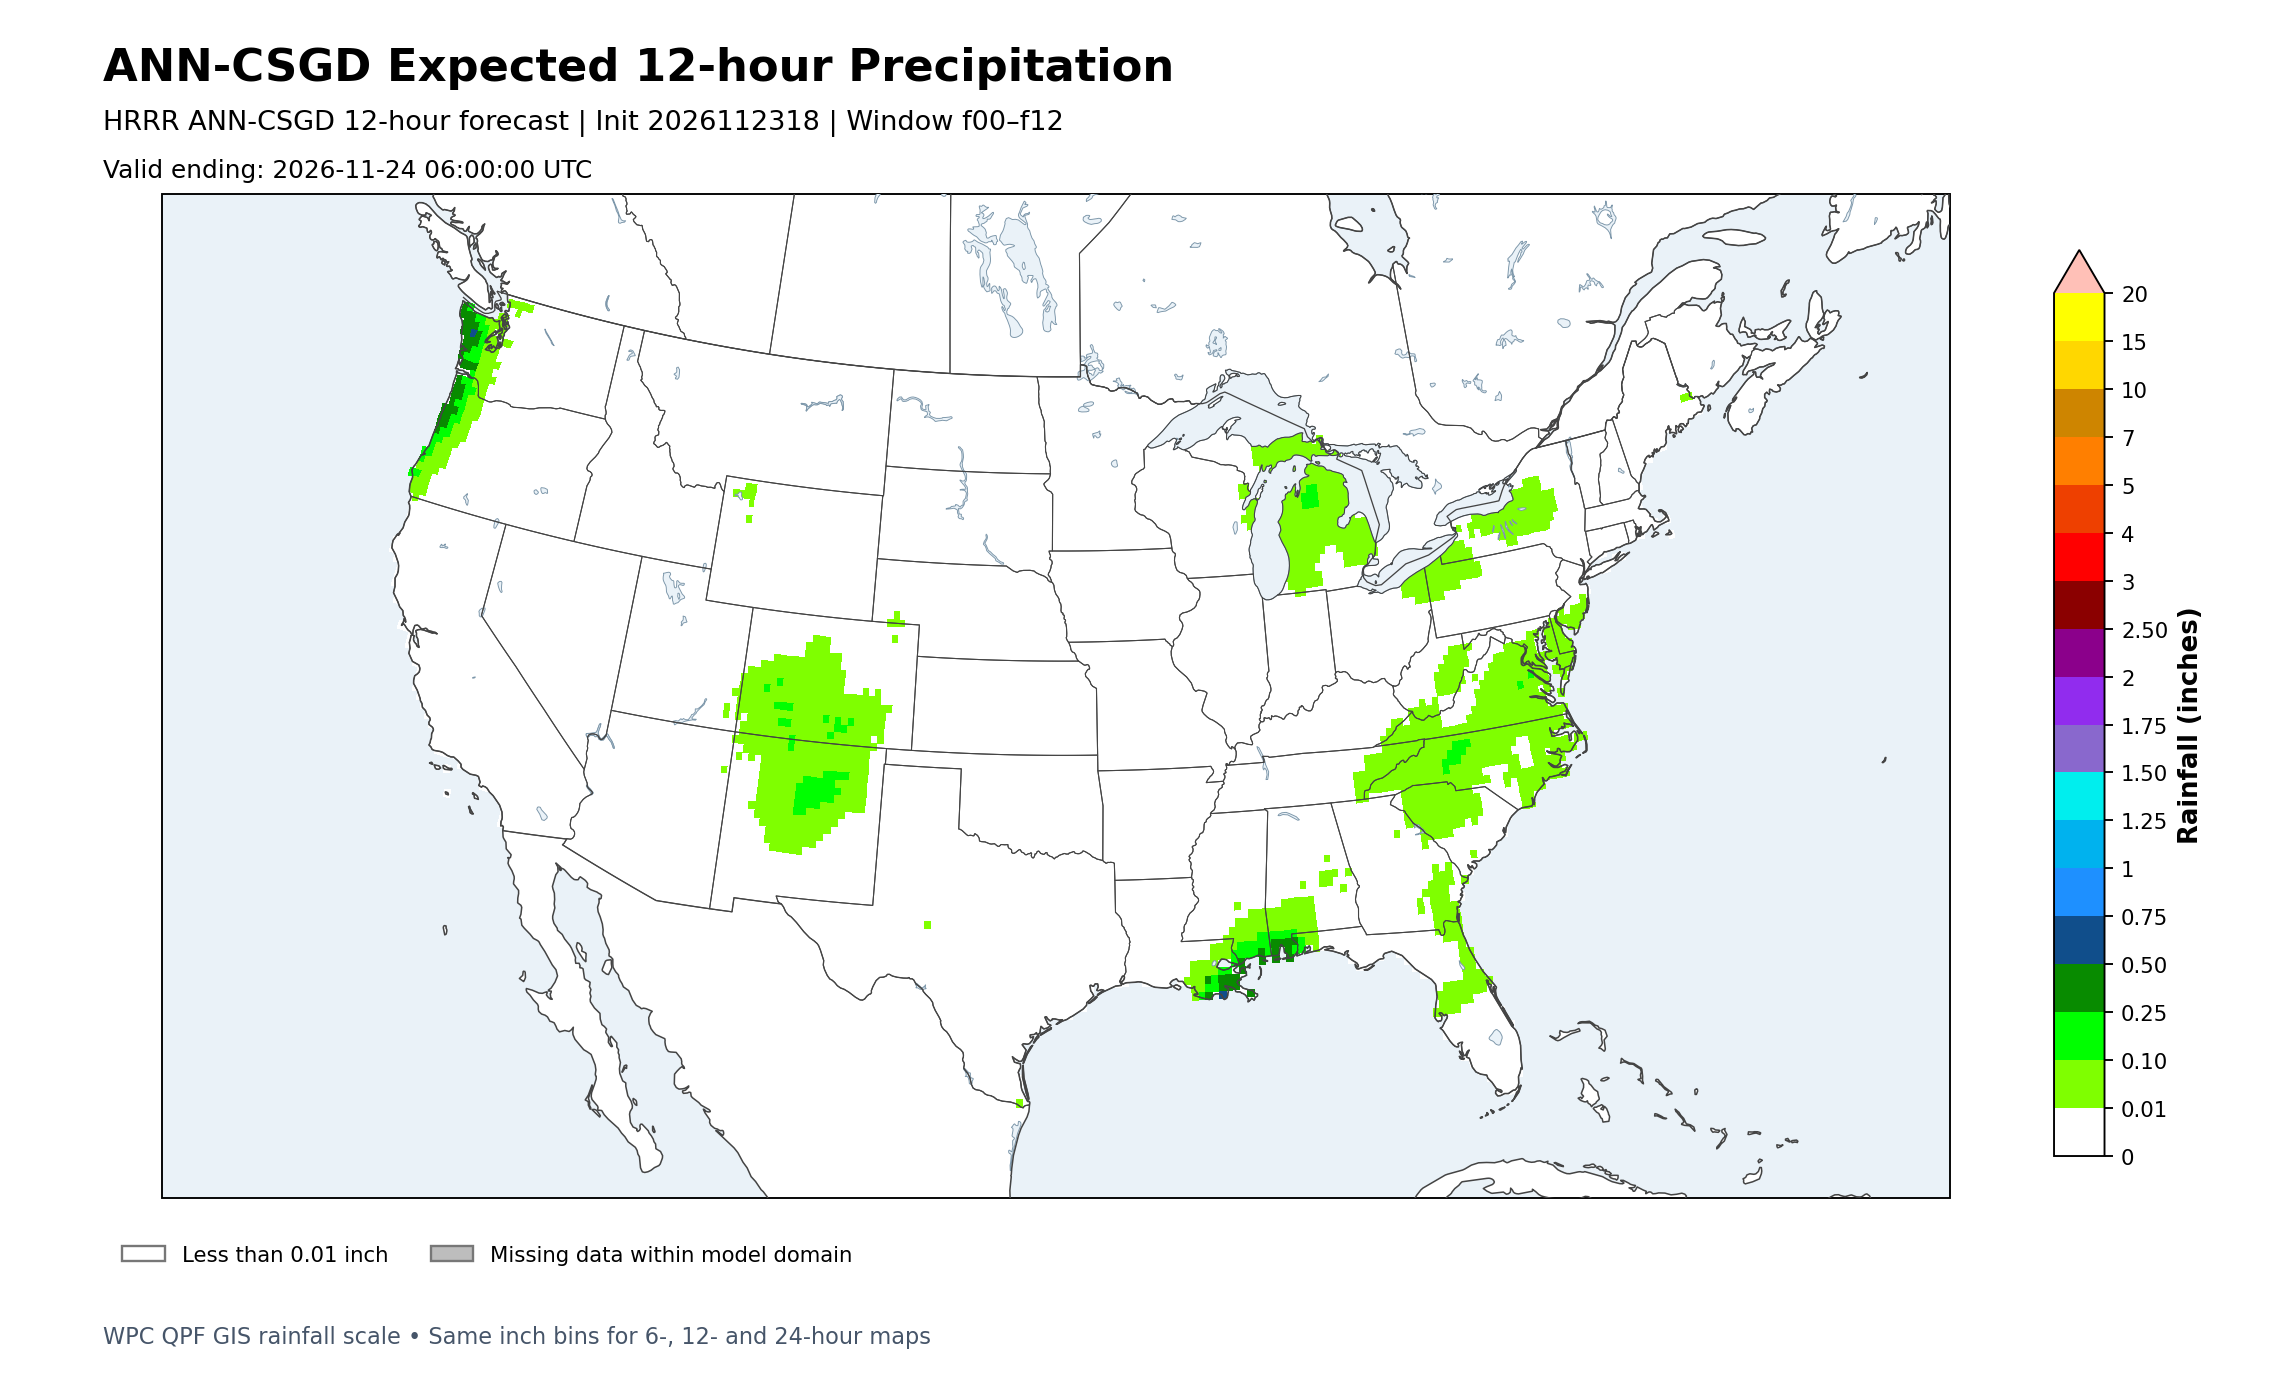 ANN-CSGD Expected 12-hour Precipitation
HRRR ANN-CSGD 12-hour forecast | Init 2026112318 | Window f00–f12
Valid ending: 2026-11-24 06:00:00 UTC
20
15
10
7
5
4
3
2.50
2
1.75
1.50
1.25
1
0.75
0.50
0.25
0.10
0.01
0
Rainfall (inches)
Less than 0.01 inch
Missing data within model domain
WPC QPF GIS rainfall scale • Same inch bins for 6-, 12- and 24-hour maps